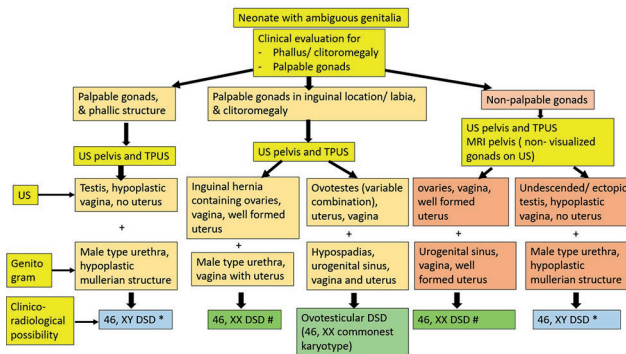 Neonate with ambiguous genitalia
Clinical evaluation for
- Phallus/ clitoromegaly
- Palpable gonads
Palpable gonads,
& phallic structure
Palpable gonads in inguinal location/ labia,
& clitoromegaly
Non-palpable gonads
US pelvis and TPUS
US pelvis and TPUS
US pelvis and TPUS
MRI pelvis ( non- visualized
gonads on US)
US
Testis, hypoplastic
vagina, no uterus
Inguinal hernia
containing ovaries,
vagina, well formed
uterus
Ovotestes (variable
combination),
uterus, vagina
ovaries, vagina,
well formed
uterus
Undescended/ ectopic
testis, hypoplastic
vagina, no uterus
+
+
+
+
+
Genito
gram
Male type urethra,
hypoplastic
mullerian structure
Male type urethra,
vagina with uterus
Hypospadias,
urogenital sinus,
vagina and uterus
Urogenital sinus,
vagina, well
formed uterus
Male type urethra,
hypoplastic
mullerian structure
Clinico-
radiological
possibility
46, XY DSD *
46, XX DSD #
Ovotesticular DSD
(46, XX commonest
karyotype)
46, XX DSD #
46, XY DSD *